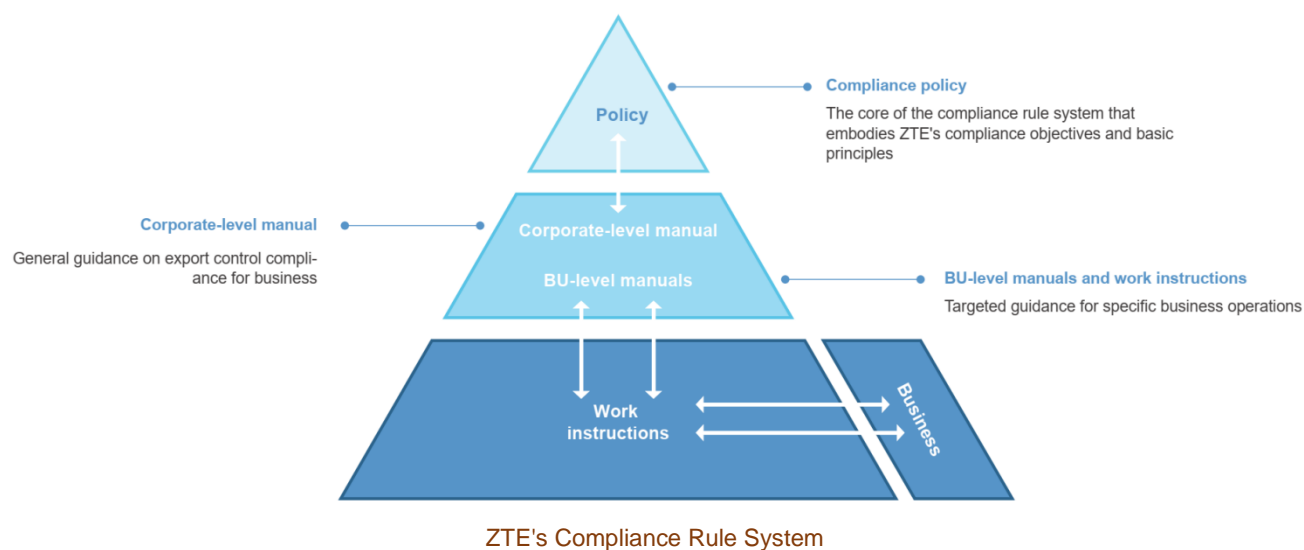 Policy
Compliance policy
The core of the compliance rule system that
embodies ZTE's compliance objectives and basic
principles
Corporate-level manual
General guidance on export control compli-
ance for business
Corporate-level manual
BU-level manuals
BU-level manuals and work instructions
Targeted guidance for specific business operations
Work
instructions
Business
ZTE's Compliance Rule System